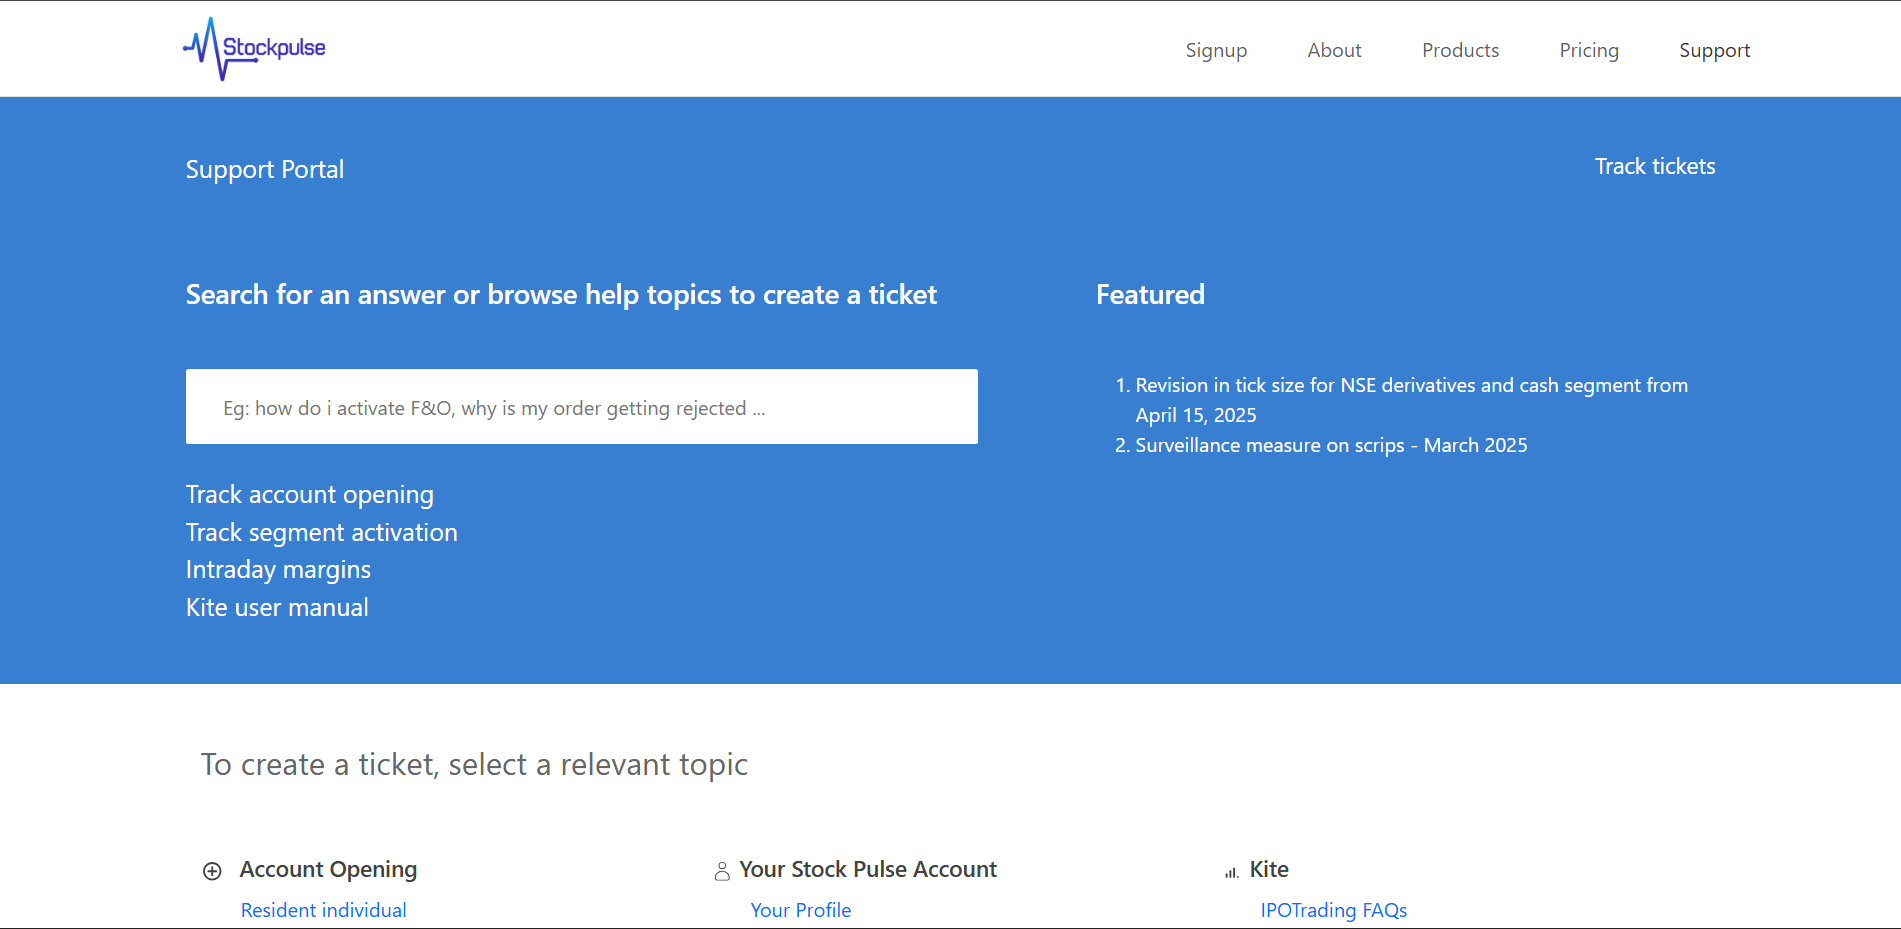 Stockpulse
Signup
About
Products
Pricing
Support
Support Portal
Track tickets
Search for an answer or browse help topics to create a ticket
Eg: how do i activate F&O, why is my order getting rejected ...
Track account opening
Track segment activation
Intraday margins
Kite user manual
Featured
1. Revision in tick size for NSE derivatives and cash segment from
April 15, 2025
2. Surveillance measure on scrips - March 2025
To create a ticket, select a relevant topic
Account Opening
Resident individual
Your Stock Pulse Account
Your Profile
Kite
IPOTrading FAQs